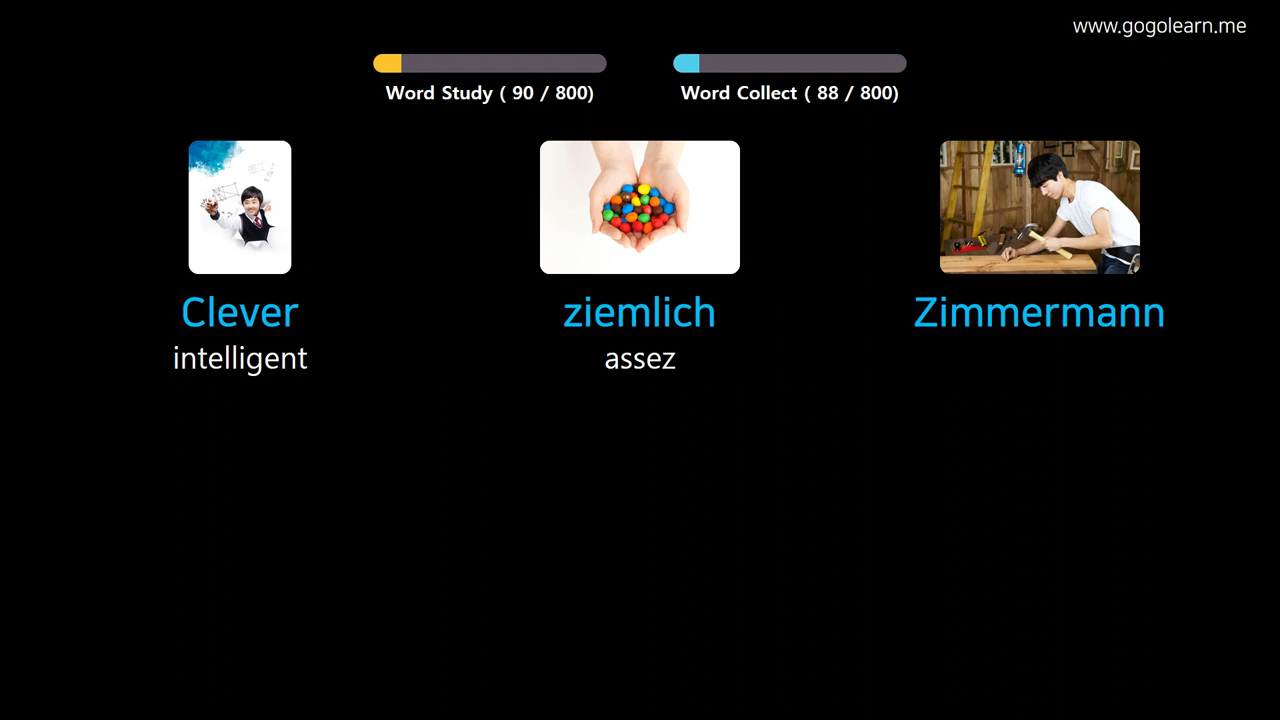 www.gogolearn.me
Word Study ( 90 / 800)
Word Collect ( 88 / 800)
Clever
ziemlich
Zimmermann
intelligent
assez